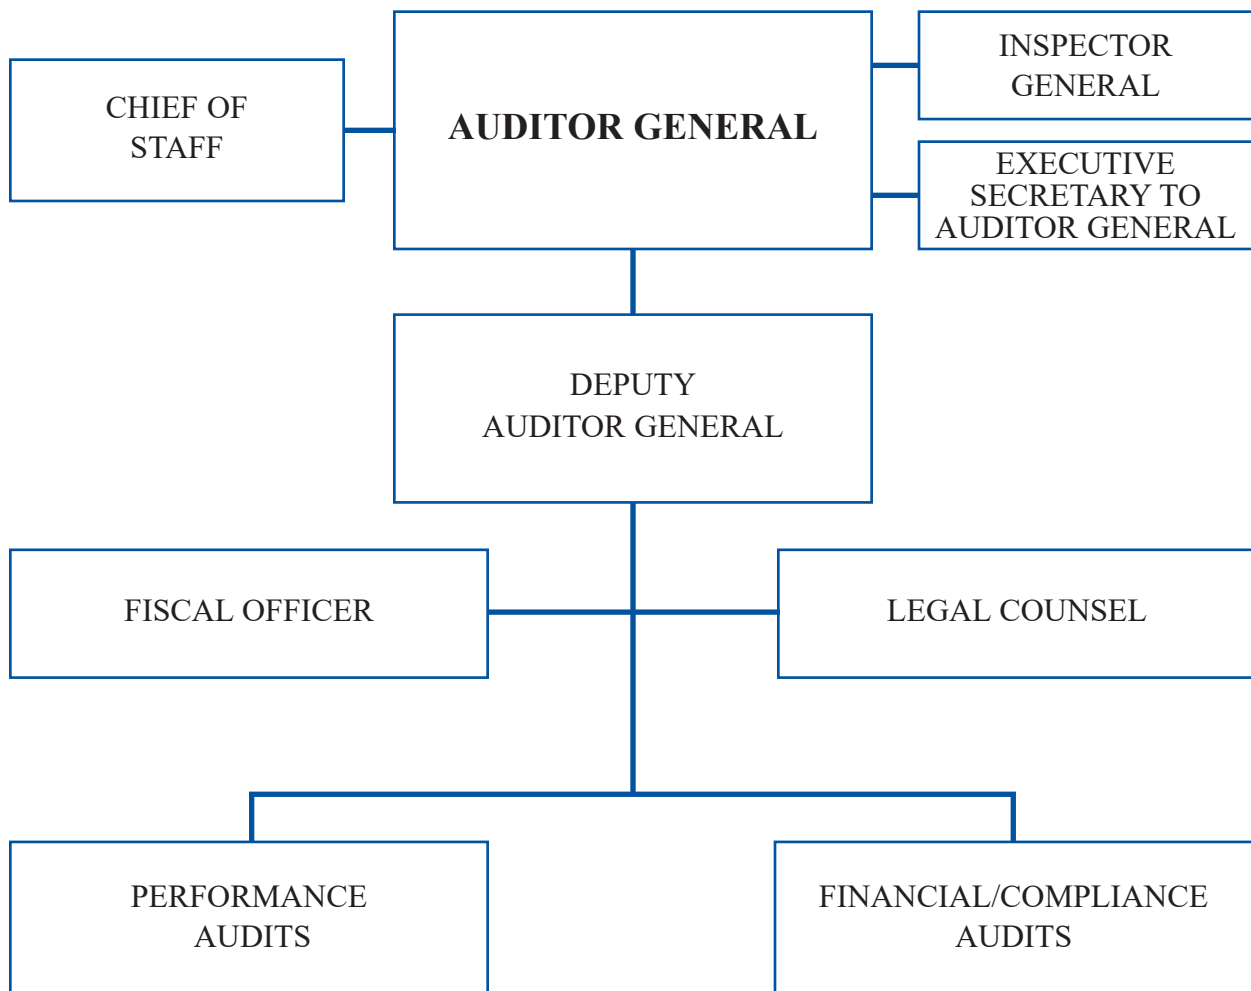 CHIEF OF
STAFF
AUDITOR GENERAL
INSPECTOR
GENERAL
EXECUTIVE
SECRETARY TO
AUDITOR GENERAL
DEPUTY
AUDITOR GENERAL
FISCAL OFFICER
LEGAL COUNSEL
PERFORMANCE
AUDITS
FINANCIAL/COMPLIANCE
AUDITS